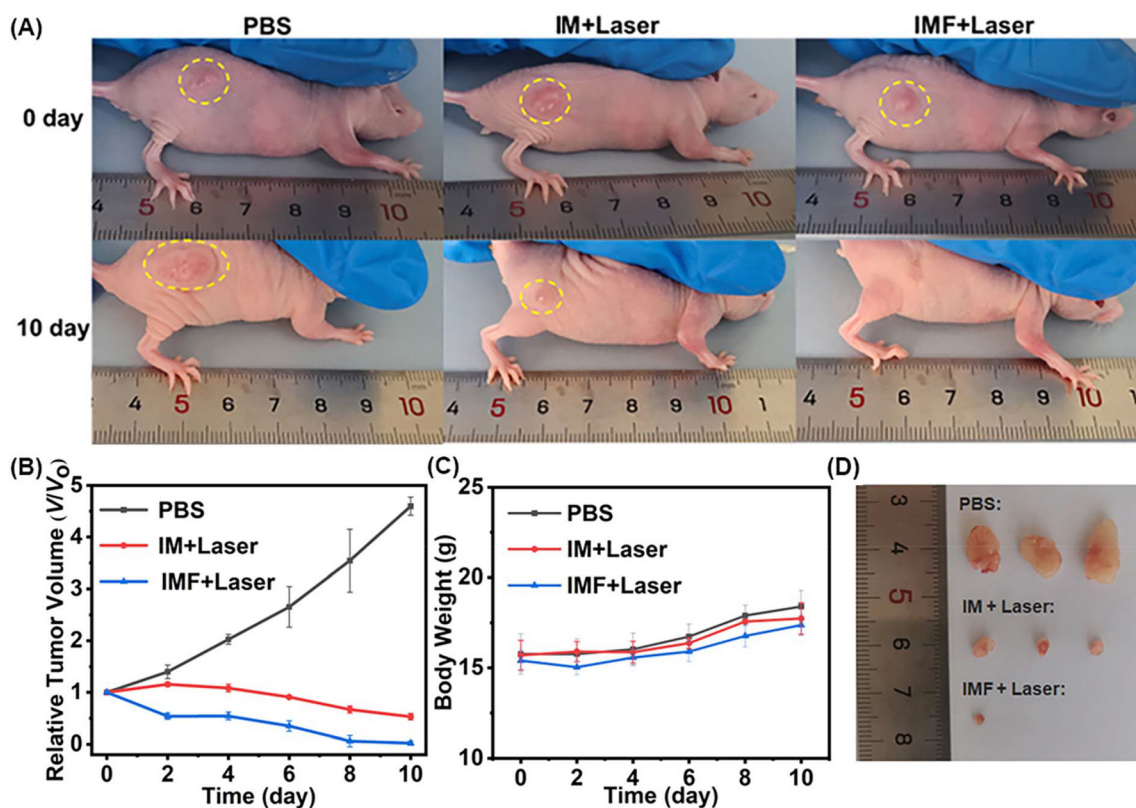 (A)
PBS
IM+Laser
IMF+Laser
0 day
5 6 7 8 9 10
4 5 6 7 8 9 10 1
4 5 6 7 8 9 10 1
10 day
4 5 6 7 8 9 10
4 5 6 7 8 9 10 1
4 5 6 7 8 9 10 1
(B)
Relative Tumor Volume (V/VO)
5
4
3
2
1
0
PBS
IM+Laser
IMF+Laser
0 2 4 6 8 10
Time (day)
(C)
Body Weight (g)
25
20
15
10
PBS
IM+Laser
IMF+Laser
0 2 4 6 8 10
Time (day)
(D)
3
4
5
6
7
8
PBS:
IM + Laser:
IMF + Laser: